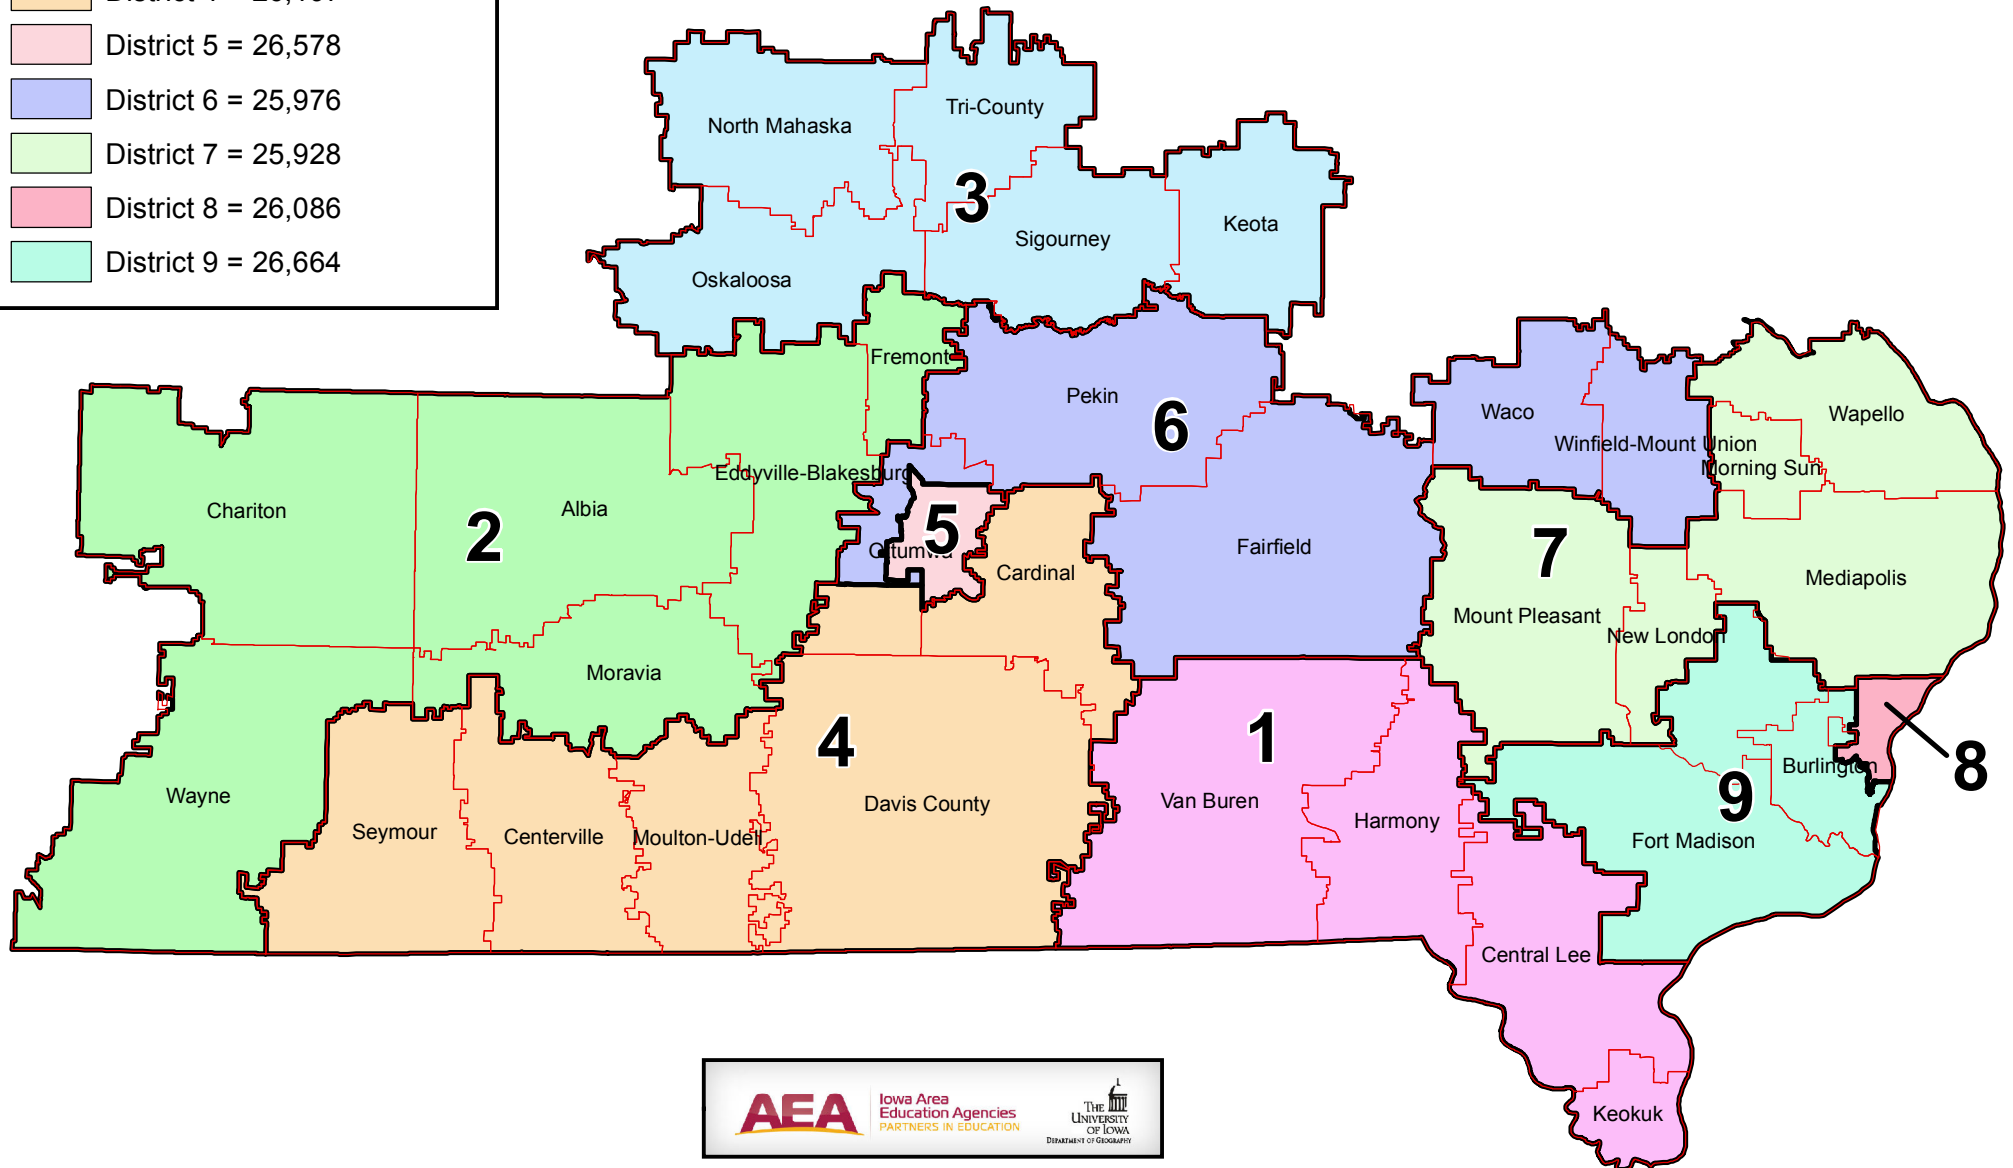 District 5 = 26,578
District 6 = 25,976
District 7 = 25,928
District 8 = 26,086
District 9 = 26,664
North Mahaska
Tri-County
3
Sigourney
Keota
Oskaloosa
Fremont
Pekin
6
Waco
Winfield-Mount Union
Wapello
Morning Sun
Eddyville-Blakesburg
Chariton
2
Albia
5
Ottumwa
Cardinal
Fairfield
7
Mediapolis
Mount Pleasant
New London
Moravia
4
1
8
Burlington
9
Wayne
Seymour
Centerville
Moulton-Udell
Davis County
Van Buren
Harmony
Fort Madison
Central Lee
Keokuk
AEA
Iowa Area
Education Agencies
PARTNERS IN EDUCATION
THE
UNIVERSITY
OF IOWA
DEPARTMENT OF GEOGRAPHY